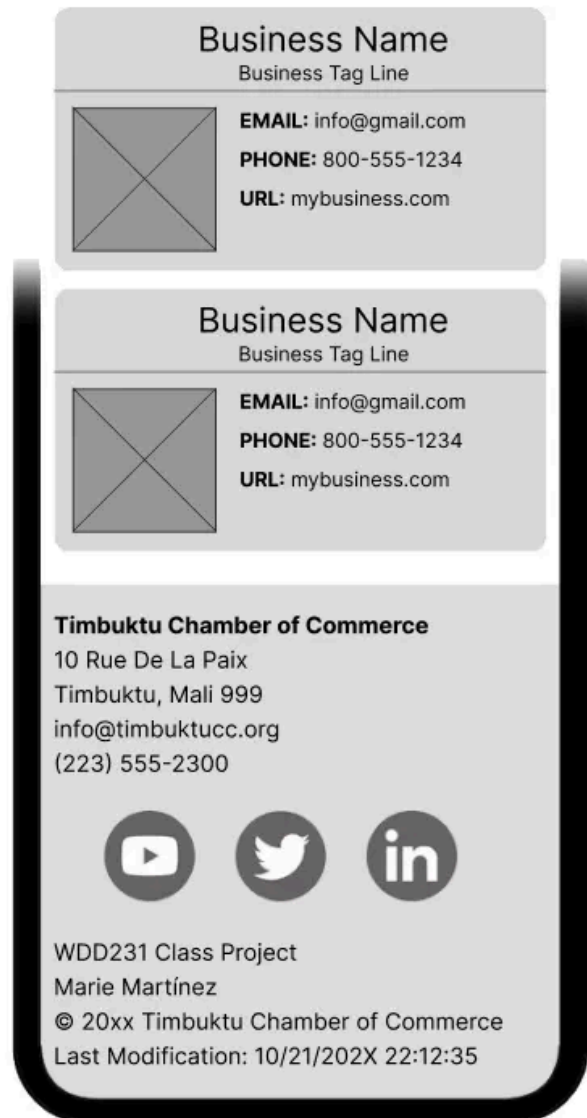 Business Name
Business Tag Line
EMAIL: info@gmail.com
PHONE: 800-555-1234
URL: mybusiness.com
Business Name
Business Tag Line
EMAIL: info@gmail.com
PHONE: 800-555-1234
URL: mybusiness.com
Timbuktu Chamber of Commerce
10 Rue De La Paix
Timbuktu, Mali 999
info@timbuktucc.org
(223) 555-2300
in
WDD231 Class Project
Marie Martínez
© 20xx Timbuktu Chamber of Commerce
Last Modification: 10/21/202X 22:12:35